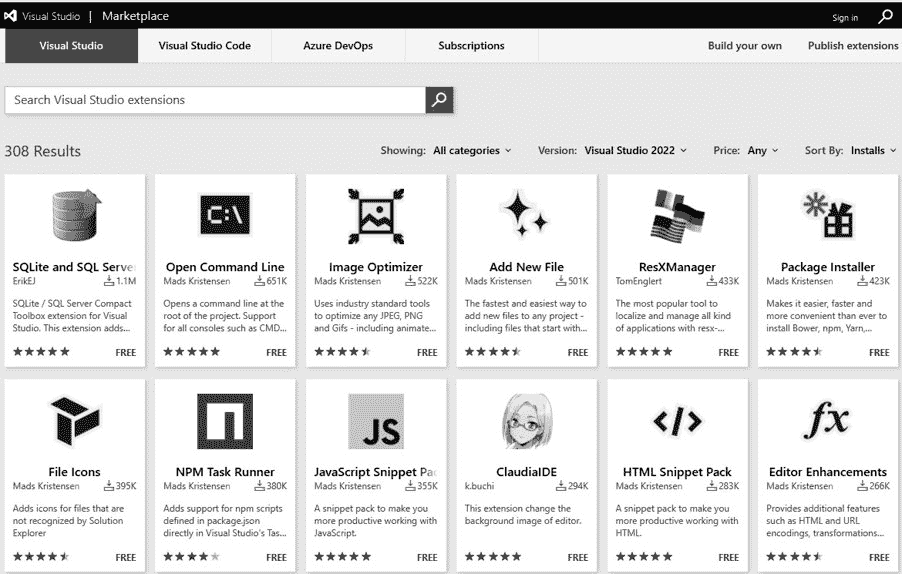 Visual Studio | Marketplace
Sign in
Visual Studio
Visual Studio Code
Azure DevOps
Subscriptions
Build your own
Publish extensions
Search Visual Studio extensions
308 Results
Showing: All categories
Version: Visual Studio 2022
Price: Any
Sort By: Installs
C:\
SQLite and SQL Serve
ErikEJ 1.1M
SQLite / SQL Server Compact
Toolbox extension for Visual
Studio. This extension adds...
FREE
Open Command Line
Mads Kristensen 651K
Opens a command line at the
root of the project. Support
for all consoles such as CMD...
FREE
Image Optimizer
Mads Kristensen 522K
Uses industry standard tools
to optimize any JPEG, PNG
and Gifs - including animate...
FREE
Add New File
Mads Kristensen 501K
The fastest and easiest way to
add new files to any project -
including files that start with...
FREE
ResXManager
TomEnglert 433K
The most popular tool to
localize and manage all kind
of applications with resx-...
FREE
Package Installer
Mads Kristensen 423K
Makes it easier, faster and
more convenient than ever to
install Bower, npm, Yarn,...
FREE
File Icons
Mads Kristensen 395K
Adds icons for files that are
not recognized by Solution
Explorer
FREE
NPM Task Runner
Mads Kristensen 380K
Adds support for npm scripts
defined in package.json
directly in Visual Studio's Tas...
FREE
JS
JavaScript Snippet Pac
Mads Kristensen 355K
A snippet pack to make you
more productive working with
JavaScript.
FREE
ClaudiaIDE
k.buchi 294K
This extension change the
background image of editor.
FREE
</>
HTML Snippet Pack
Mads Kristensen 283K
A snippet pack to make you
more productive working with
HTML.
FREE
fx
Editor Enhancements
Mads Kristensen 266K
Provides additional features
such as HTML and URL
encodings, transformations...
FREE